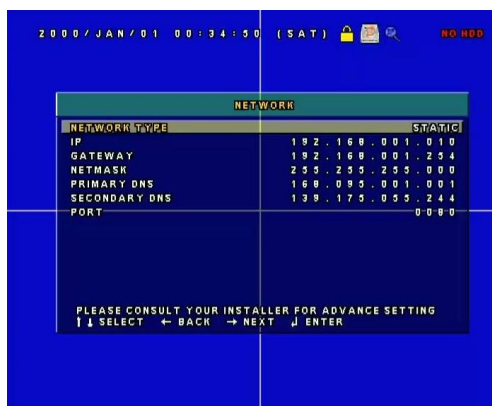 2000/JAN/01 00:34:50 (SAT) NO HDD
NETWORK
NETWORK TYPE STATIC
IP 192.168.001.010
GATEWAY 192.168.001.254
NETMASK 255.255.255.000
PRIMARY DNS 168.095.001.001
SECONDARY DNS 139.175.055.244
PORT 0080
PLEASE CONSULT YOUR INSTALLER FOR ADVANCE SETTING
↑↓ SELECT ← BACK → NEXT ↲ ENTER